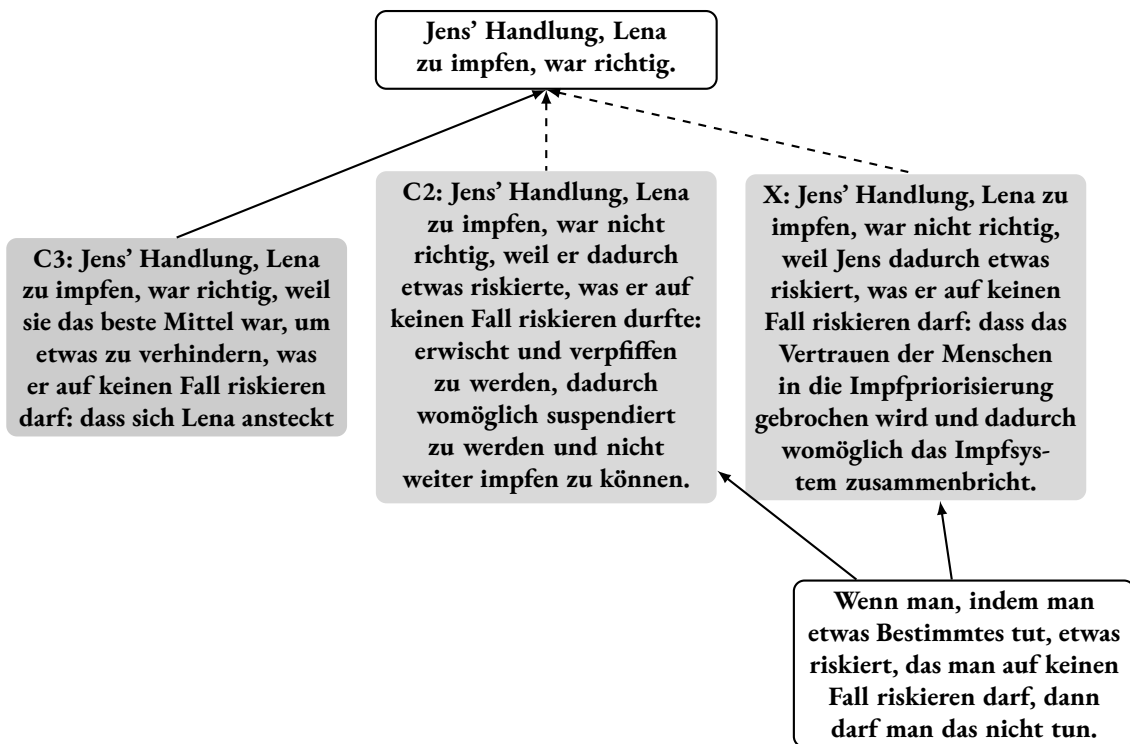 Jens’ Handlung, Lena
zu impfen, war richtig.
C3: Jens’ Handlung, Lena
zu impfen, war richtig, weil
sie das beste Mittel war, um
etwas zu verhindern, was
er auf keinen Fall riskieren
darf: dass sich Lena ansteckt
C2: Jens’ Handlung, Lena
zu impfen, war nicht
richtig, weil er dadurch
etwas riskierte, was er auf
keinen Fall riskieren durfte:
erwischt und verpfiffen
zu werden, dadurch
womöglich suspendiert
zu werden und nicht
weiter impfen zu können.
X: Jens’ Handlung, Lena zu
impfen, war nicht richtig,
weil Jens dadurch etwas
riskiert, was er auf keinen
Fall riskieren darf: dass das
Vertrauen der Menschen
in die Impfpriorisierung
gebrochen wird und dadurch
womöglich das Impfsys-
tem zusammenbricht.
Wenn man, indem man
etwas Bestimmtes tut, etwas
riskiert, das man auf keinen
Fall riskieren darf, dann
darf man das nicht tun.